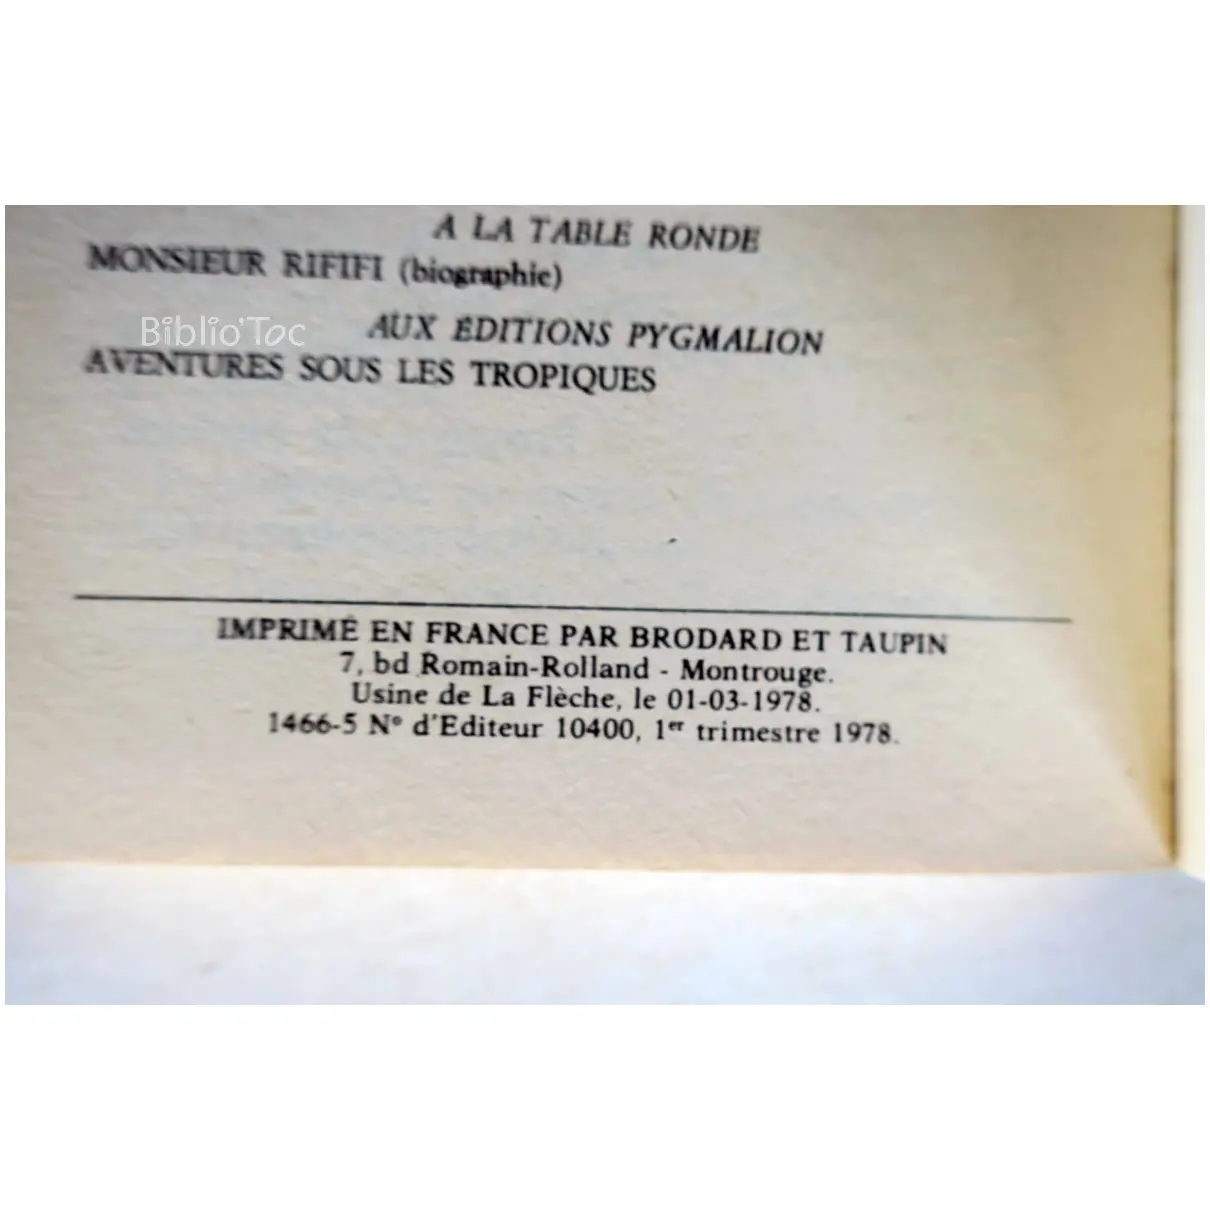 A LA TABLE RONDE
MONSIEUR RIFIFI (biographie)
Biblio'Toc
AUX ÉDITIONS PYGMALION
AVENTURES SOUS LES TROPIQUES
IMPRIMÉ EN FRANCE PAR BRODARD ET TAUPIN
7, bd Romain-Rolland - Montrouge.
Usine de La Flèche, le 01-03-1978.
1466-5 N° d'Editeur 10400, 1er trimestre 1978.